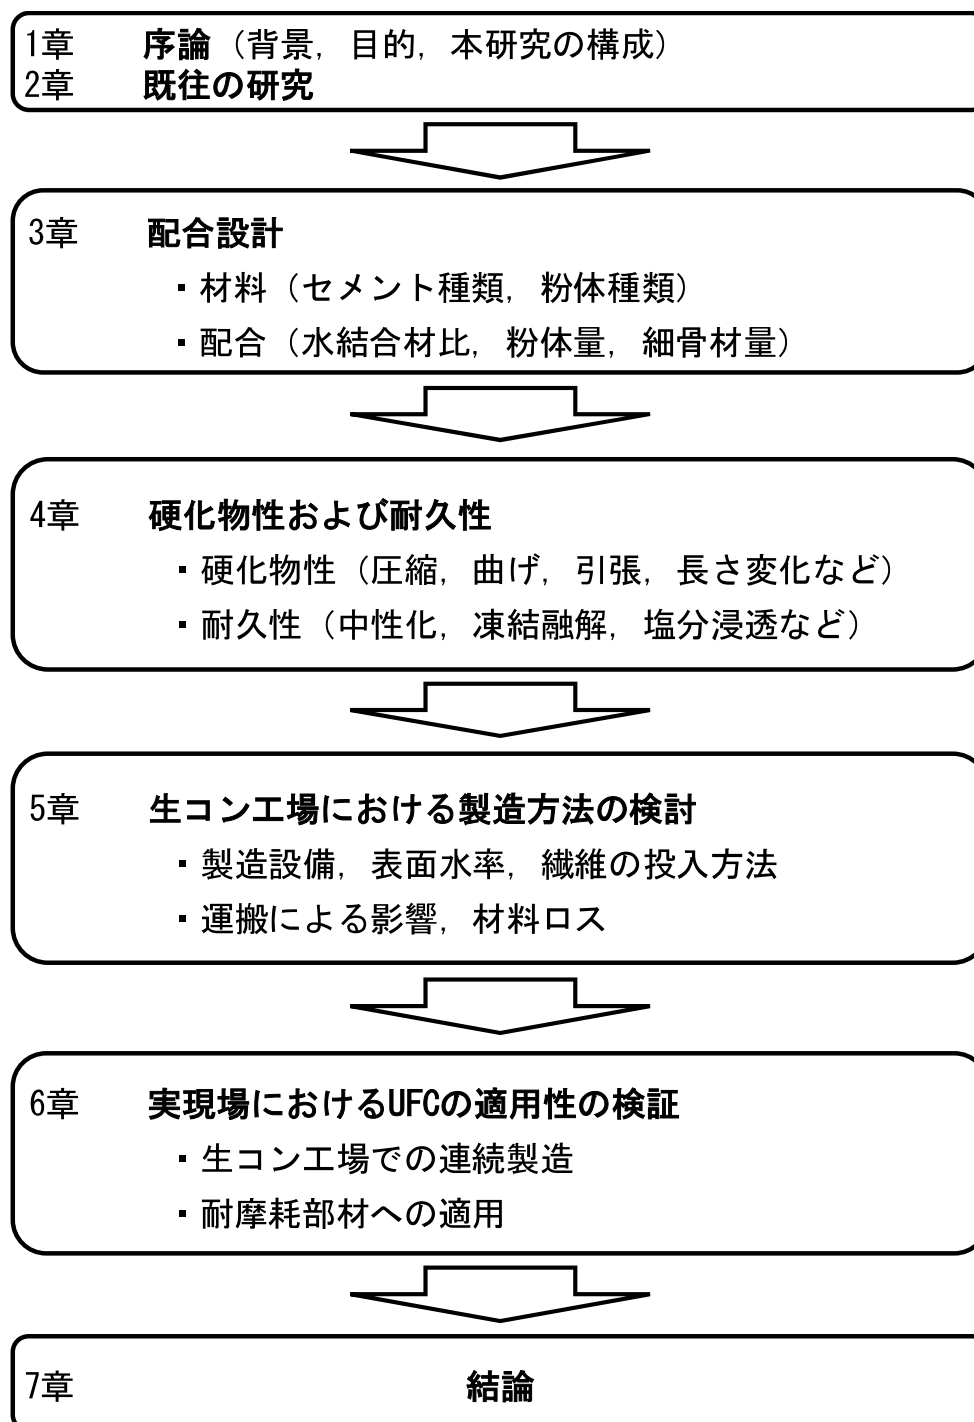 1章 序論（背景，目的，本研究の構成）
2章 既往の研究
3章 配合設計
・材料（セメント種類，粉体種類）
・配合（水結合材比，粉体量，細骨材量）
4章 硬化物性および耐久性
・硬化物性（圧縮，曲げ，引張，長さ変化など）
・耐久性（中性化，凍結融解，塩分浸透など）
5章 生コン工場における製造方法の検討
・製造設備，表面水率，繊維の投入方法
・運搬による影響，材料ロス
6章 実現場におけるUFCの適用性の検証
・生コン工場での連続製造
・耐摩耗部材への適用
7章 結論